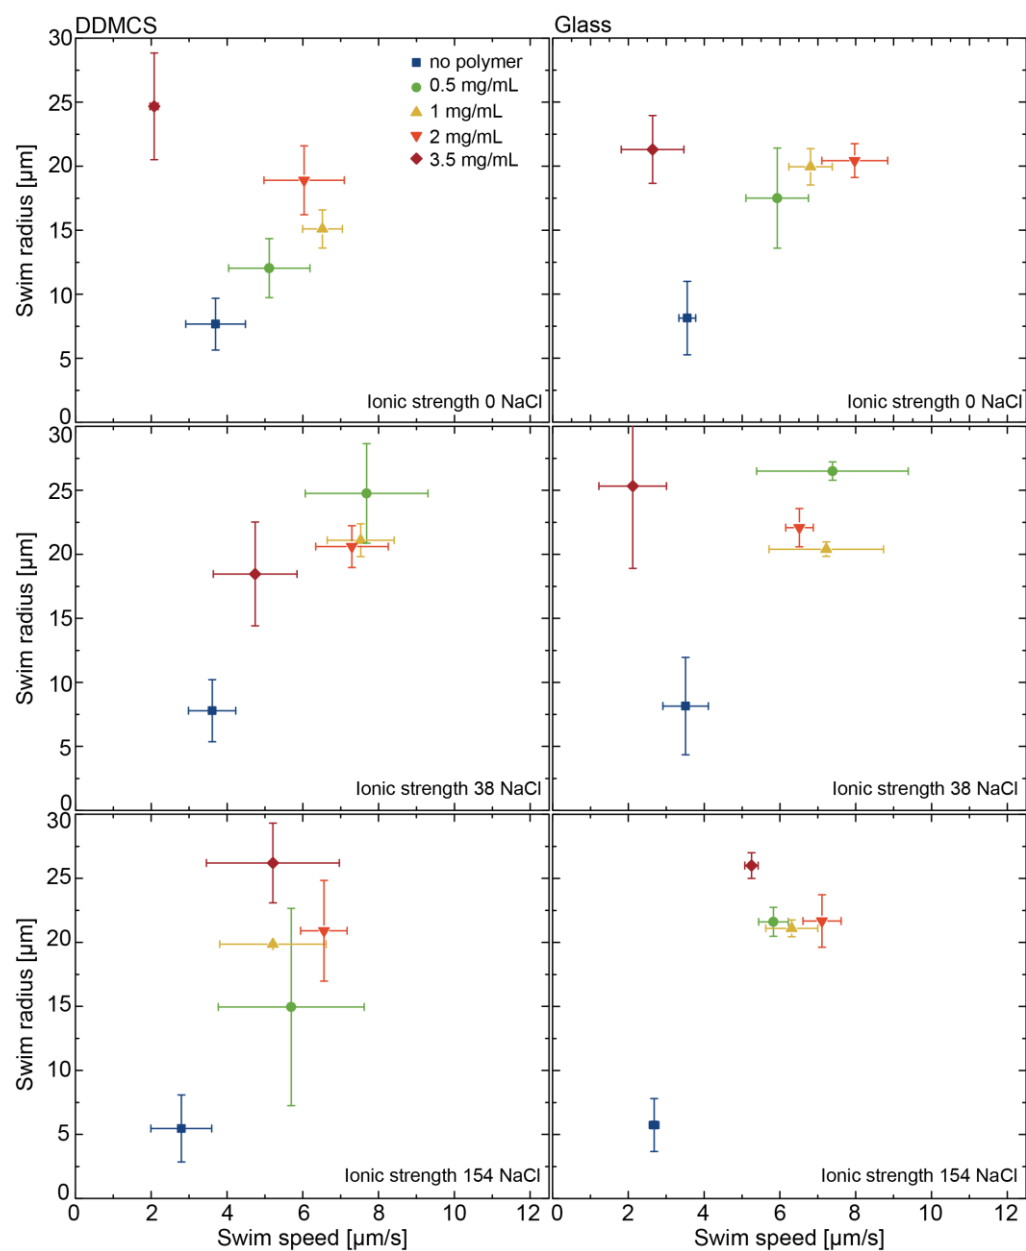 DDMCS
Glass
30
25
20
15
10
5
0
Swim radius [µm]
no polymer
0.5 mg/mL
1 mg/mL
2 mg/mL
3.5 mg/mL
Ionic strength 0 NaCl
Ionic strength 0 NaCl
30
25
20
15
10
5
0
Swim radius [µm]
Ionic strength 38 NaCl
Ionic strength 38 NaCl
30
25
20
15
10
5
0
Swim radius [µm]
Ionic strength 154 NaCl
Ionic strength 154 NaCl
2 4 6 8 10 12 0 2 4 6 8 10 12
Swim speed [µm/s] Swim speed [µm/s]